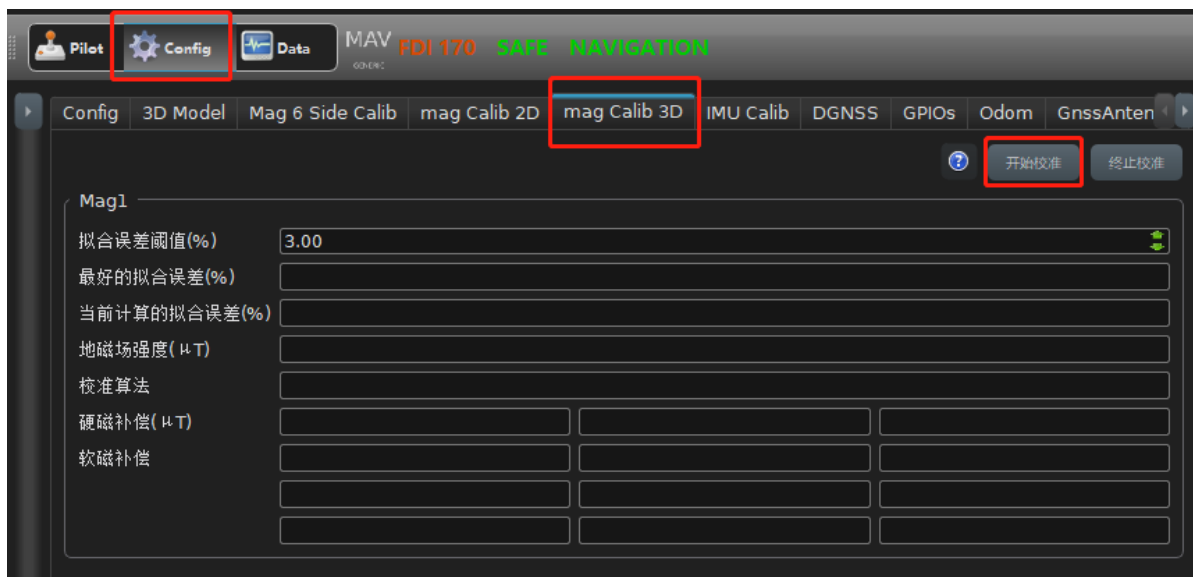 Pilot Config Data MAV FDI 170 SAFE NAVIGATION
GENERIC
Config 3D Model Mag 6 Side Calib mag Calib 2D mag Calib 3D IMU Calib DGNSS GPIOs Odom GnssAnten
? 开始校准 终止校准
Mag1
拟合误差阈值(%) 3.00
最好的拟合误差(%)
当前计算的拟合误差(%)
地磁场强度(μT)
校准算法
硬磁补偿(μT)
软磁补偿